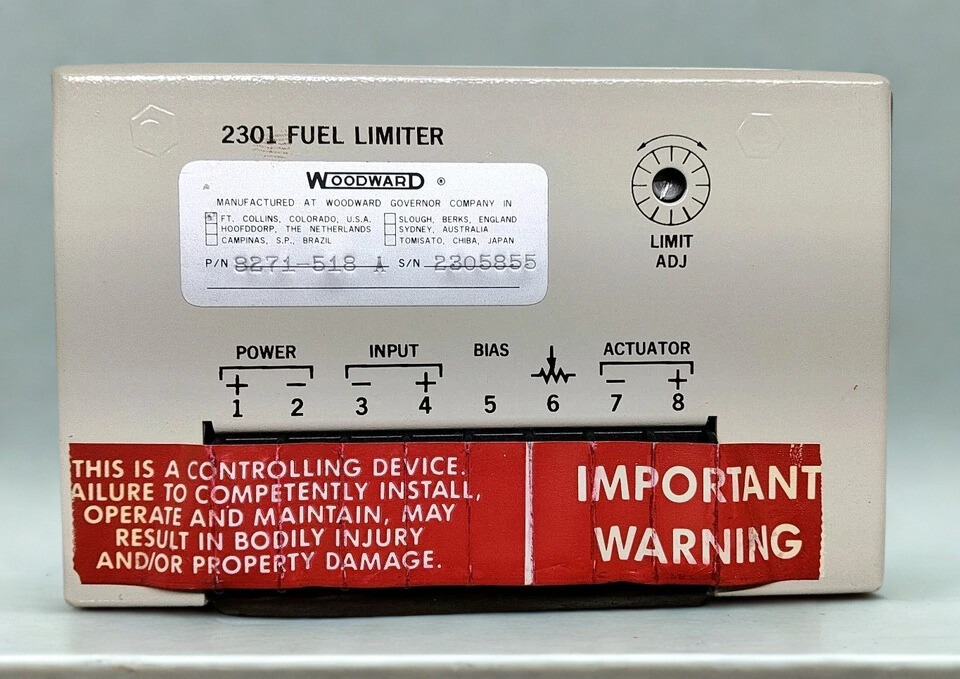 2301 FUEL LIMITER
WOODWARD ®
MANUFACTURED AT WOODWARD GOVERNOR COMPANY IN
FT. COLLINS, COLORADO, U.S.A. SLOUGH, BERKS, ENGLAND
HOOFDDORP, THE NETHERLANDS SYDNEY, AUSTRALIA
CAMPINAS, S.P., BRAZIL TOMISATO, CHIBA, JAPAN
P/N 8271-518 A S/N 2305855
LIMIT
ADJ
POWER INPUT BIAS ACTUATOR
+ − − + − +
1 2 3 4 5 6 7 8
THIS IS A CONTROLLING DEVICE.
AILURE TO COMPETENTLY INSTALL,
OPERATE AND MAINTAIN, MAY
RESULT IN BODILY INJURY
AND/OR PROPERTY DAMAGE.
IMPORTANT
WARNING